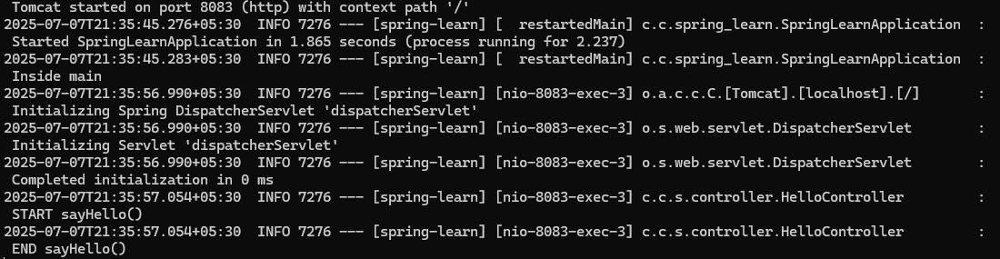 Tomcat started on port 8083 (http) with context path '/'
2025-07-07T21:35:45.276+05:30  INFO 7276 --- [spring-learn] [  restartedMain] c.c.spring_learn.SpringLearnApplication  :
Started SpringLearnApplication in 1.865 seconds (process running for 2.237)
2025-07-07T21:35:45.283+05:30  INFO 7276 --- [spring-learn] [  restartedMain] c.c.spring_learn.SpringLearnApplication  :
Inside main
2025-07-07T21:35:56.990+05:30  INFO 7276 --- [spring-learn] [nio-8083-exec-3] o.a.c.c.C.[Tomcat].[localhost].[/]       :
Initializing Spring DispatcherServlet 'dispatcherServlet'
2025-07-07T21:35:56.990+05:30  INFO 7276 --- [spring-learn] [nio-8083-exec-3] o.s.web.servlet.DispatcherServlet        :
Initializing Servlet 'dispatcherServlet'
2025-07-07T21:35:56.990+05:30  INFO 7276 --- [spring-learn] [nio-8083-exec-3] o.s.web.servlet.DispatcherServlet        :
Completed initialization in 0 ms
2025-07-07T21:35:57.054+05:30  INFO 7276 --- [spring-learn] [nio-8083-exec-3] c.c.s.controller.HelloController         :
START sayHello()
2025-07-07T21:35:57.054+05:30  INFO 7276 --- [spring-learn] [nio-8083-exec-3] c.c.s.controller.HelloController         :
END sayHello()